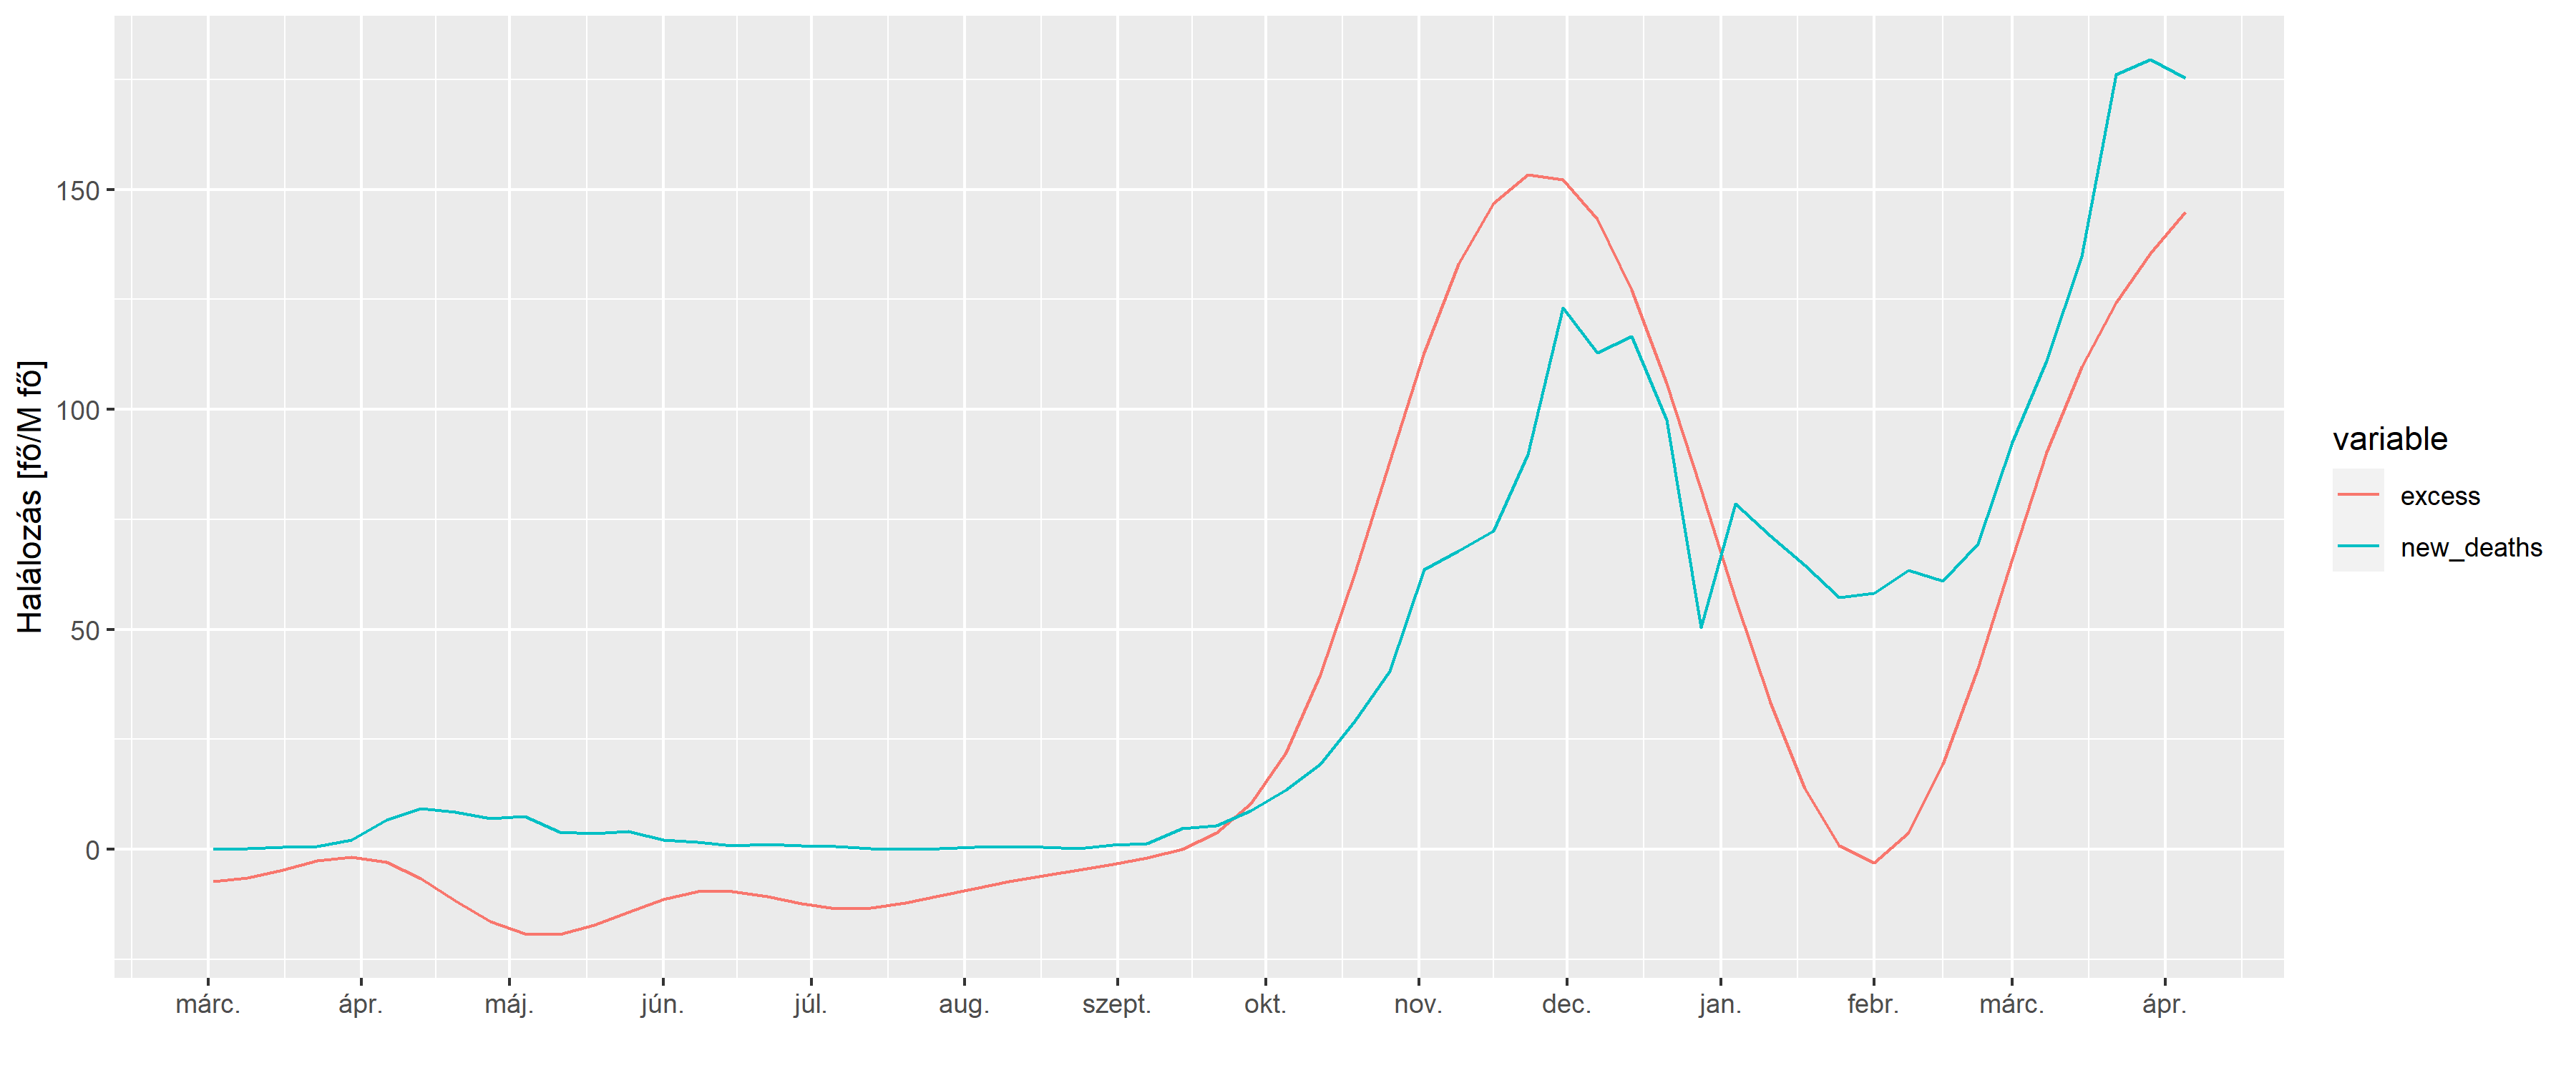 Halálozás [fő/M fő]
150
100
50
0
márc. ápr. máj. jún. júl. aug. szept. okt. nov. dec. jan. febr. márc. ápr.
variable
excess
new_deaths